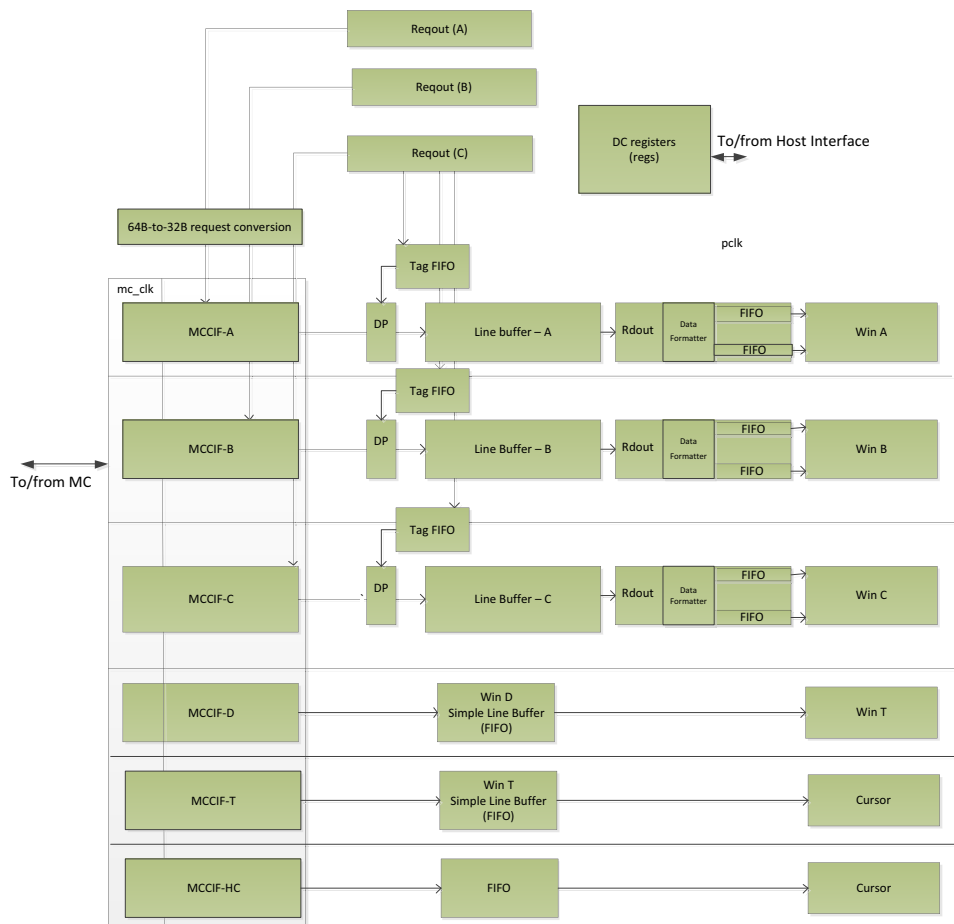 Reqout (A)
Reqout (B)
Reqout (C)
DC registers
(regs)
To/from Host Interface
64B-to-32B request conversion
pclk
Tag FIFO
mc_clk
MCCIF-A
DP
Line buffer – A
Rdout
Data
Formatter
FIFO
FIFO
Win A
Tag FIFO
MCCIF-B
DP
Line Buffer – B
Rdout
Data
Formatter
FIFO
FIFO
Win B
To/from MC
Tag FIFO
MCCIF-C
DP
Line Buffer – C
Rdout
Data
Formatter
FIFO
FIFO
Win C
MCCIF-D
Win D
Simple Line Buffer
(FIFO)
Win T
MCCIF-T
Win T
Simple Line Buffer
(FIFO)
Cursor
MCCIF-HC
FIFO
Cursor